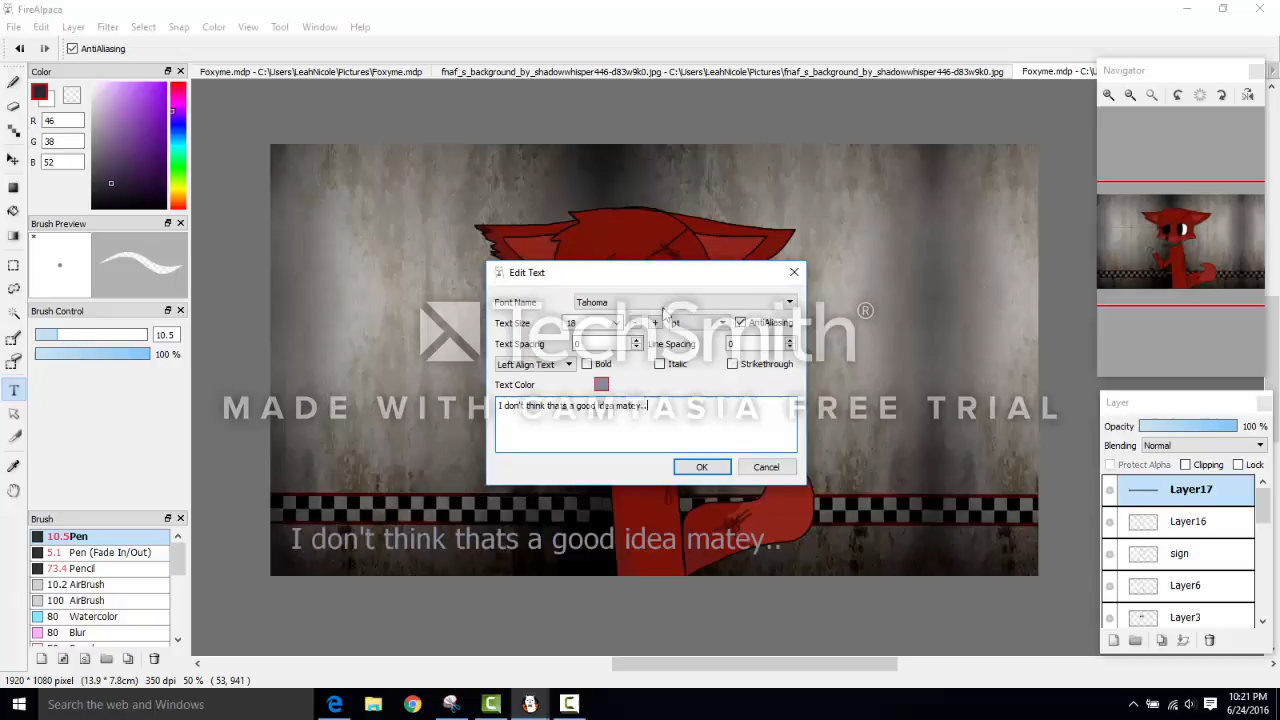 FireAlpaca
File Edit Layer Filter Select Snap Color View Tool Window Help
AntiAliasing
Color
Foxyme.mdp - C:\Users\LeahNicole\Pictures\Foxyme.mdp
fnaf_s_background_by_shadowwhisper446-d83w9k0.jpg - C:\Users\LeahNicole\Pictures\fnaf_s_background_by_shadowwhisper446-d83w9k0.jpg
Foxyme.mdp - C:\Us
Navigator
R 46
G 38
B 52
Brush Preview
*
Brush Control
10.5
100 %
Edit Text
Font Name Tahoma
Text Size 18 + pt AntiAliasing
Text Spacing 0 Line Spacing 0
Left Align Text Bold Italic Strikethrough
Text Color
I don't think thats a good idea matey..
OK Cancel
TechSmith®
MADE WITH CAMTASIA FREE TRIAL
I don't think thats a good idea matey..
Layer
Opacity 100 %
Blending Normal
Protect Alpha Clipping Lock
Layer17
Layer16
sign
Layer6
Layer3
Brush
10.5 Pen
5.1 Pen (Fade In/Out)
73.4 Pencil
10.2 AirBrush
100 AirBrush
80 Watercolor
80 Blur
1920 * 1080 pixel (13.9 * 7.8cm) 350 dpi 50 % ( 53, 941 )
Search the web and Windows
10:21 PM
6/24/2016